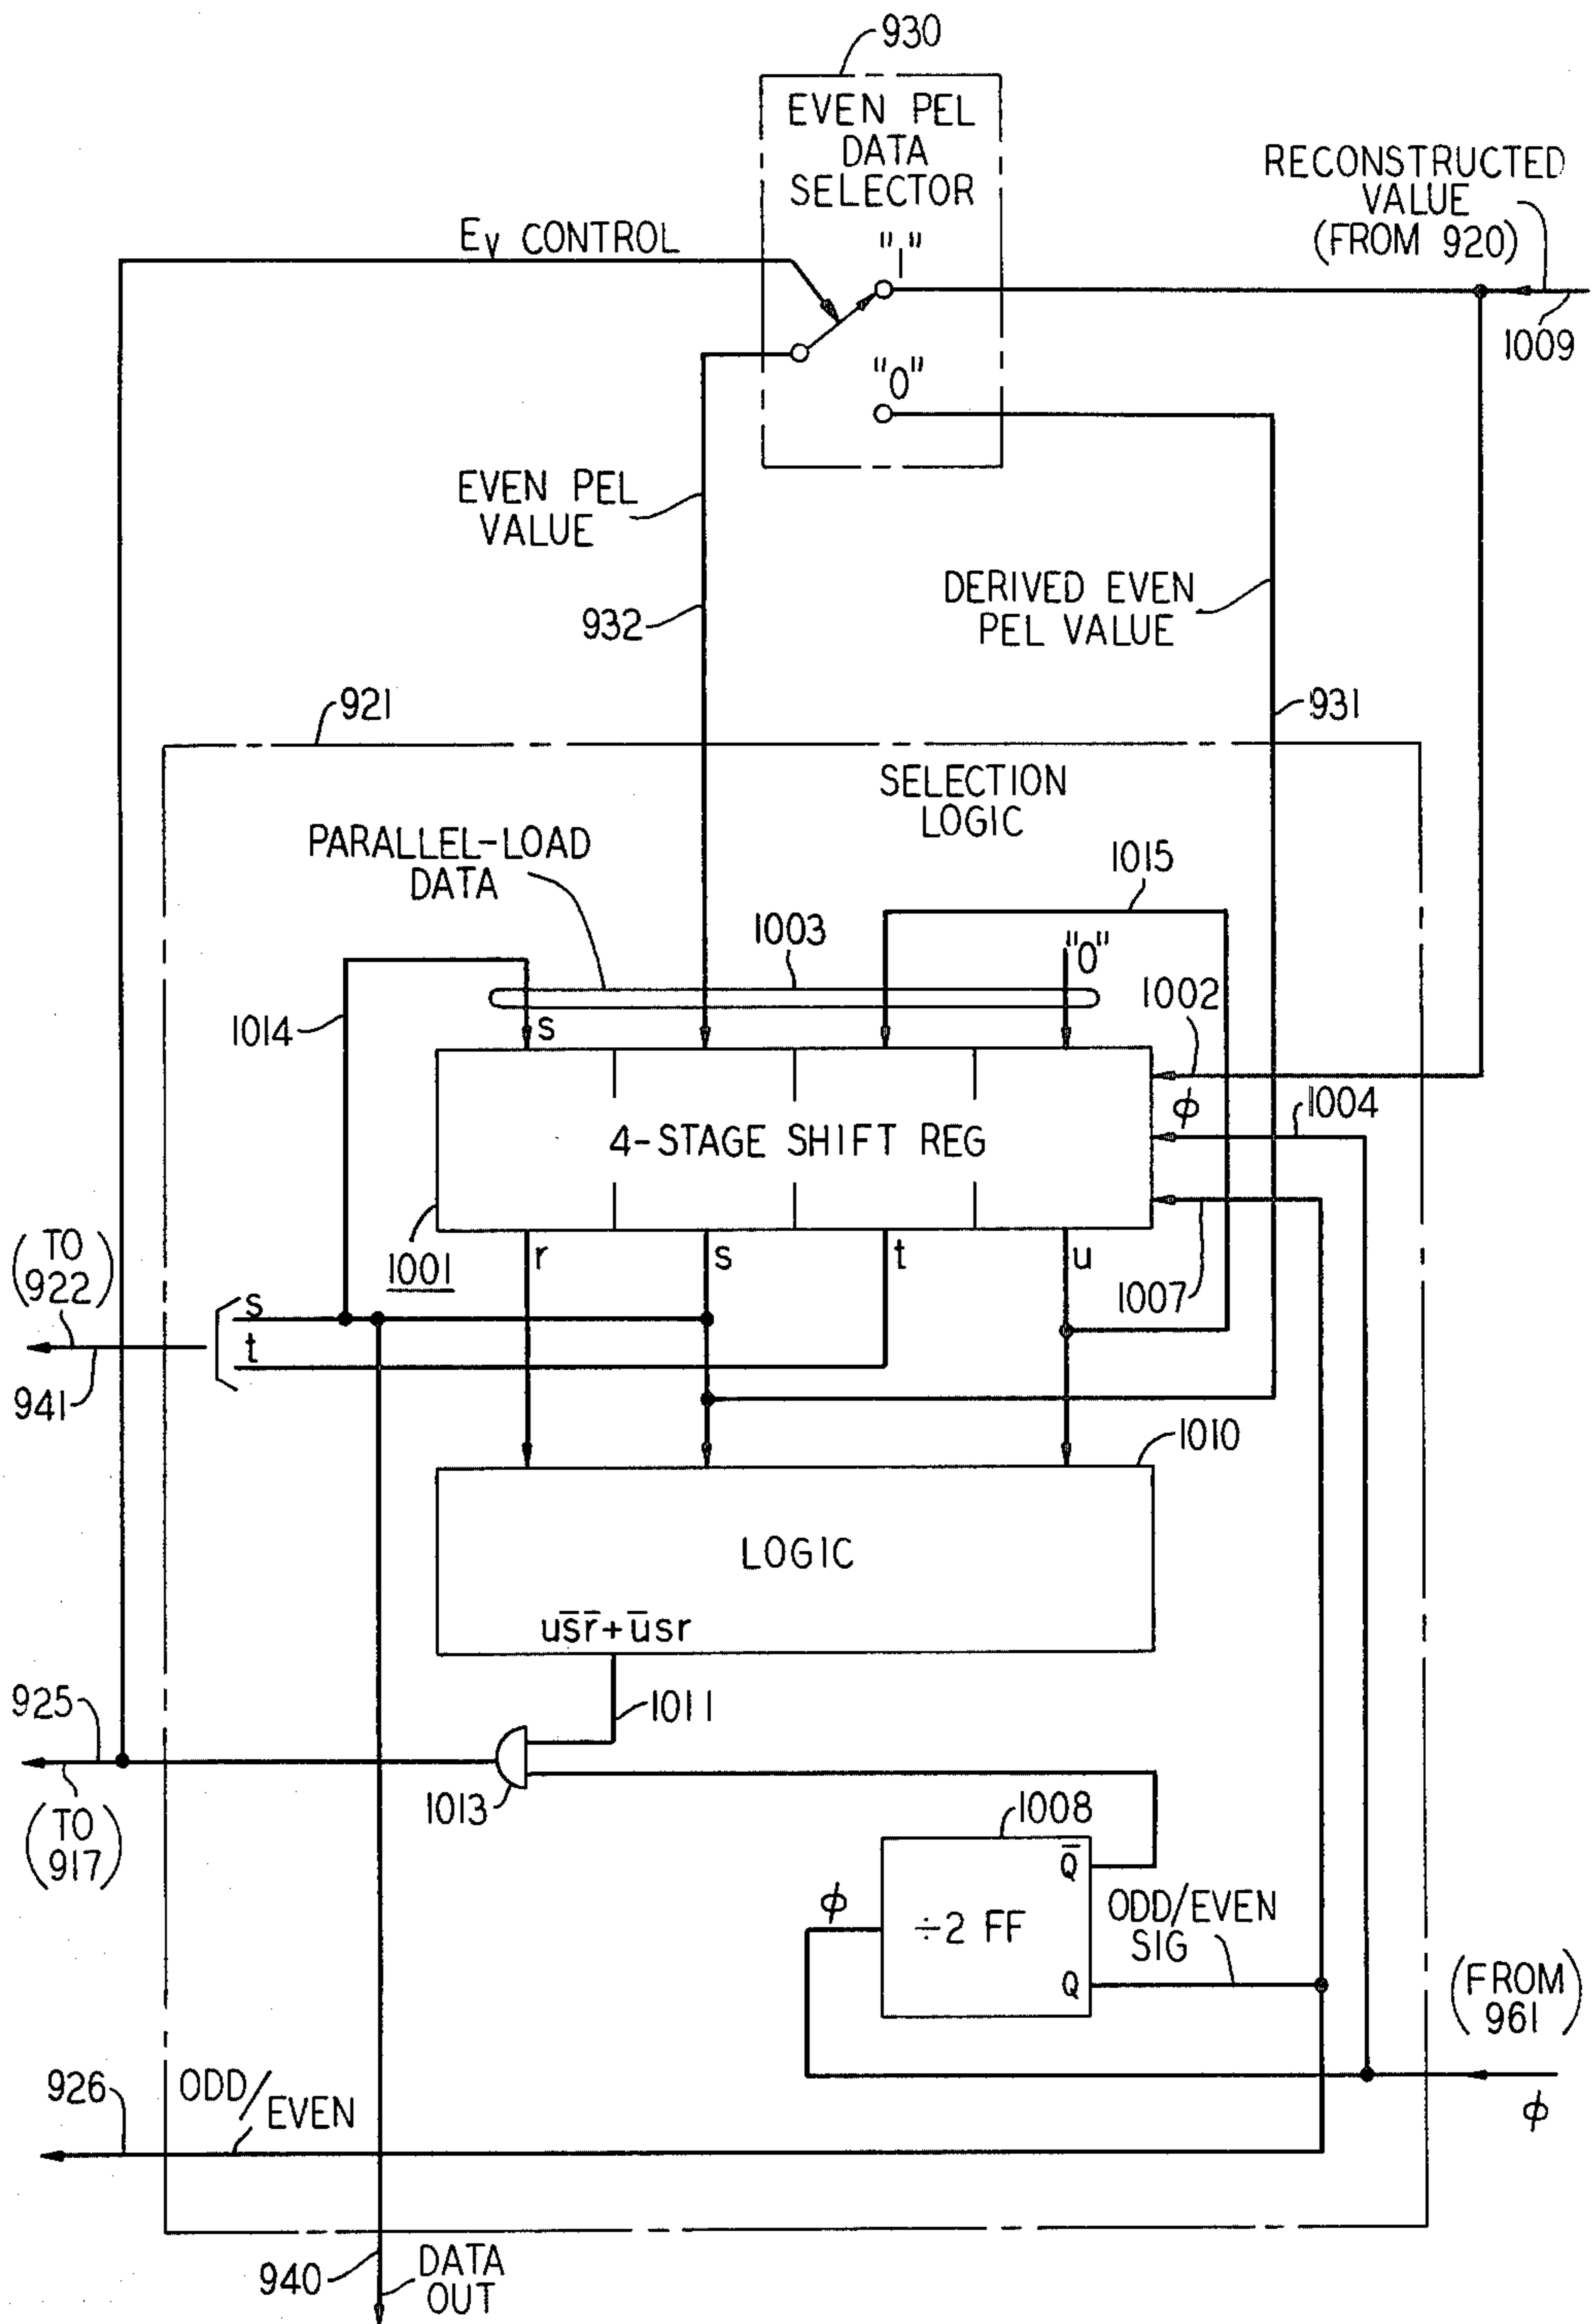 930
EVEN PEL
DATA
SELECTOR
RECONSTRUCTED
VALUE
(FROM 920)
Ev CONTROL
"1"
1009
"0"
EVEN PEL
VALUE
DERIVED EVEN
PEL VALUE
932
921
931
SELECTION
LOGIC
PARALLEL-LOAD
DATA
1015
1003
"0"
1002
1014
s
ϕ
1004
4-STAGE SHIFT REG
(TO
922)
1001
r
s
t
u
1007
s
t
941
1010
LOGIC
us̅r̅+u̅sr
925
1011
1013
(TO
917)
1008
Q̅
ϕ
÷2 FF
ODD/EVEN
SIG
Q
(FROM
961)
926
ODD/
EVEN
ϕ
940
DATA
OUT